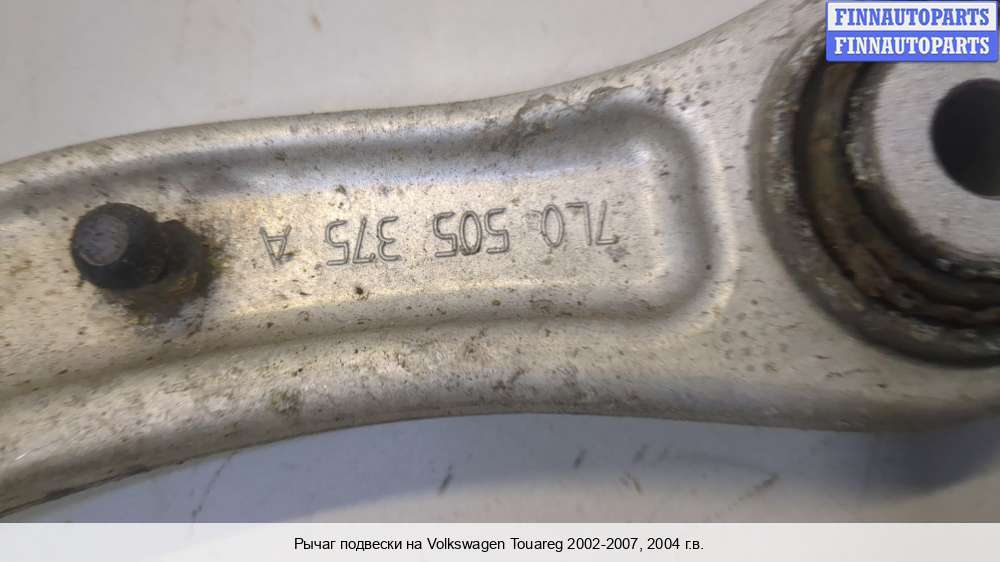 FINNAUTOPARTS
FINNAUTOPARTS
7L0 505 375 A
Рычаг подвески на Volkswagen Touareg 2002-2007, 2004 г.в.